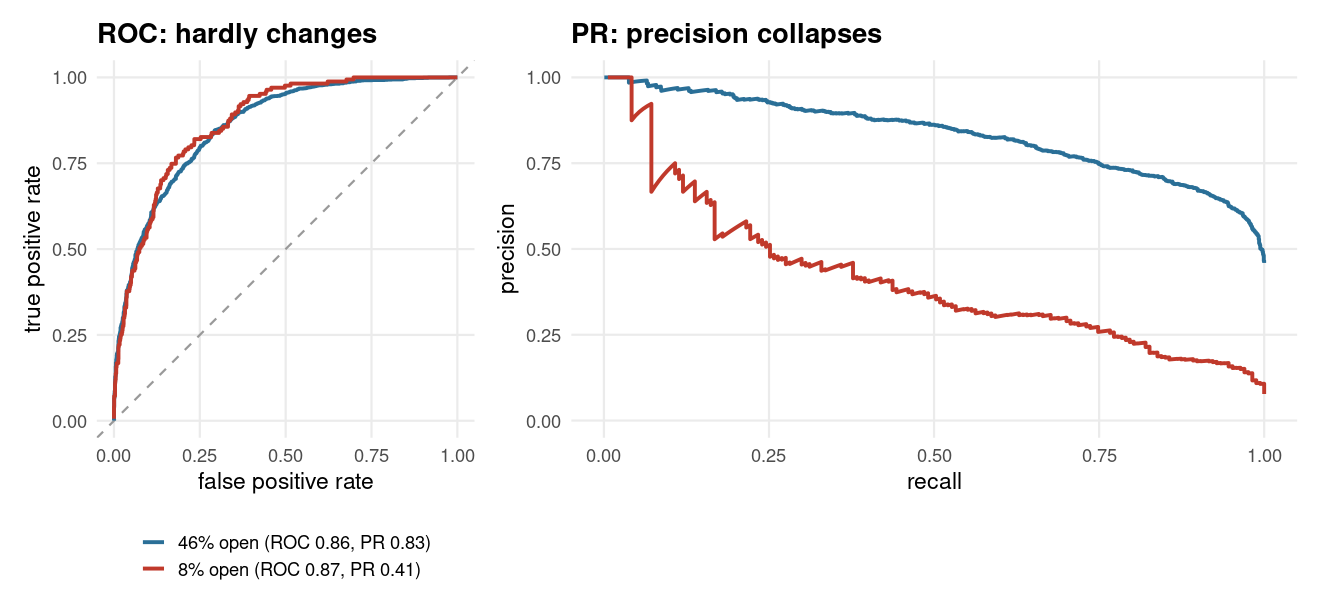 ROC: hardly changes
1.00
0.75
0.50
0.25
0.00
true positive rate
0.00 0.25 0.50 0.75 1.00
false positive rate
PR: precision collapses
1.00
0.75
0.50
0.25
0.00
precision
0.00 0.25 0.50 0.75 1.00
recall
46% open (ROC 0.86, PR 0.83)
8% open (ROC 0.87, PR 0.41)